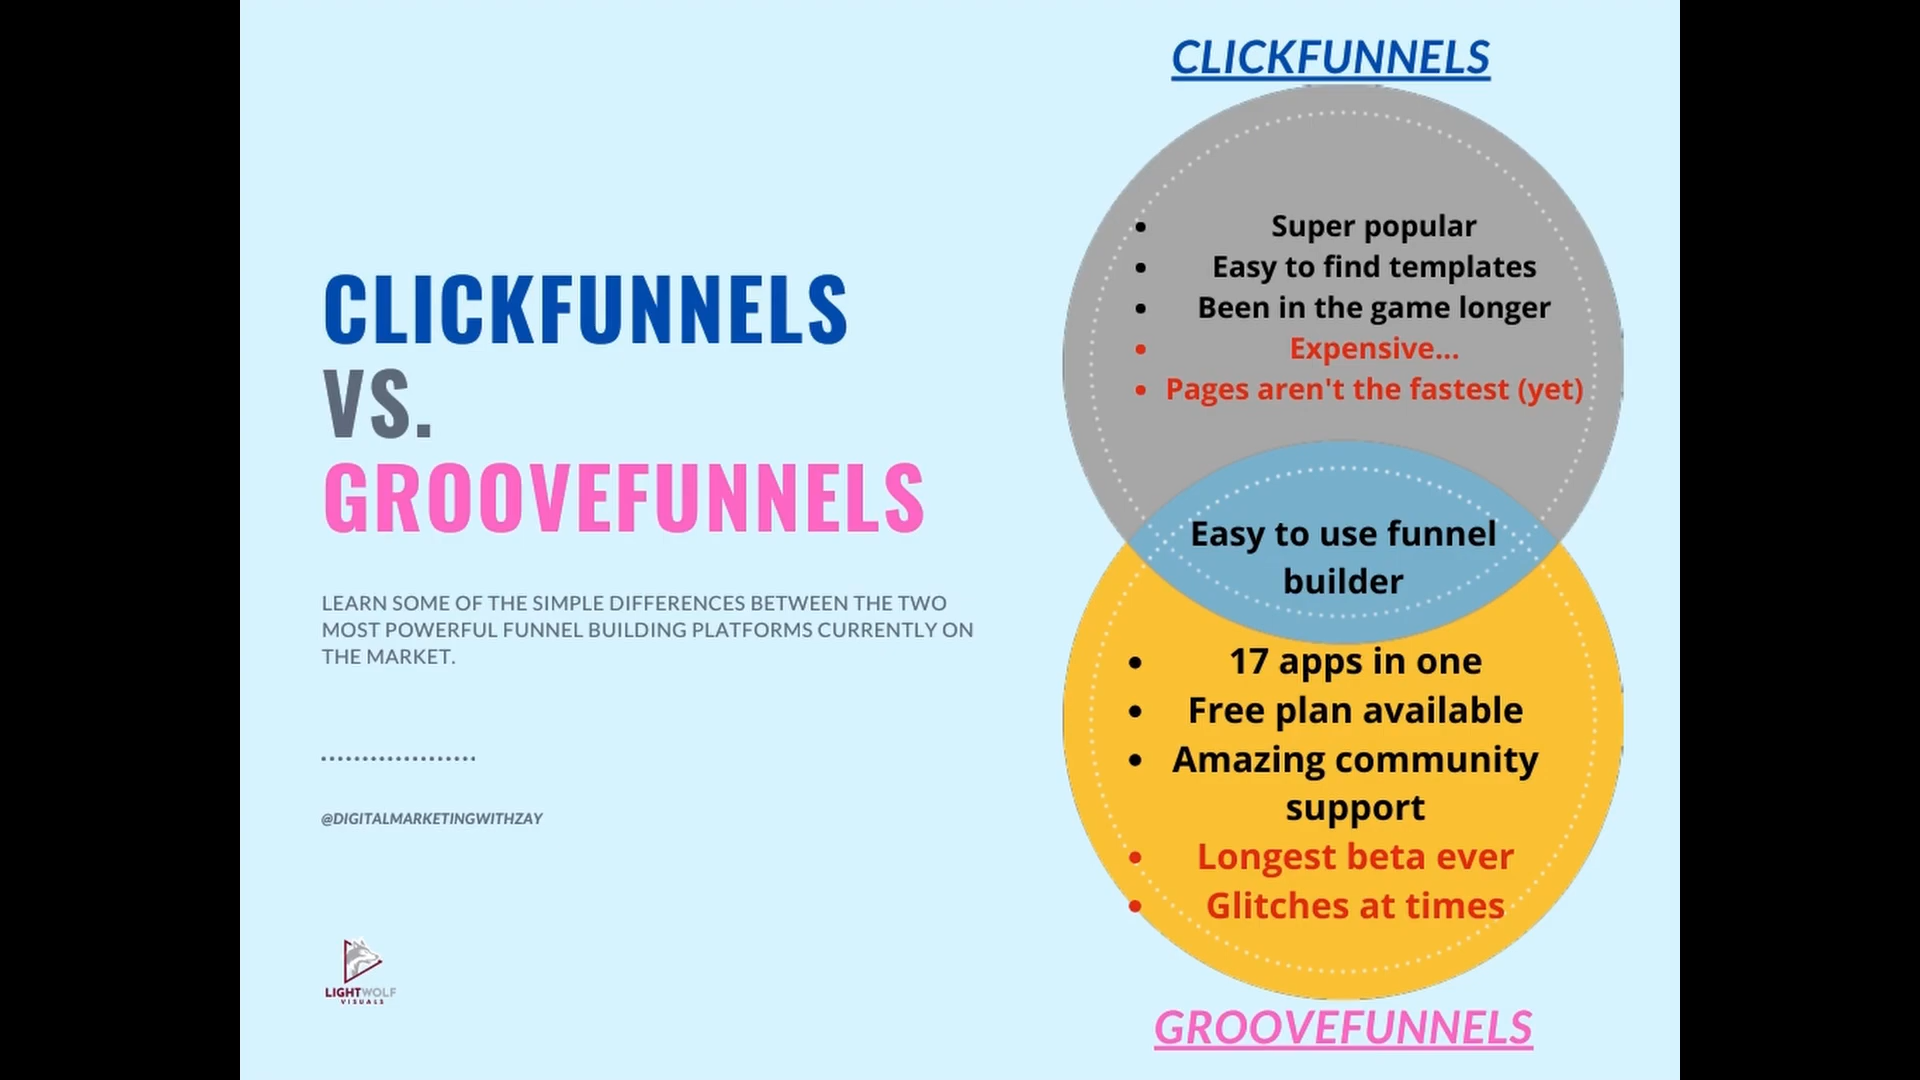 CLICKFUNNELS
VS.
GROOVEFUNNELS
LEARN SOME OF THE SIMPLE DIFFERENCES BETWEEN THE TWO
MOST POWERFUL FUNNEL BUILDING PLATFORMS CURRENTLY ON
THE MARKET.
@DIGITALMARKETINGWITHZAY
LIGHTWOLF
VISUALS
CLICKFUNNELS
• Super popular
• Easy to find templates
• Been in the game longer
• Expensive...
• Pages aren't the fastest (yet)
Easy to use funnel
builder
• 17 apps in one
• Free plan available
• Amazing community
support
• Longest beta ever
• Glitches at times
GROOVEFUNNELS